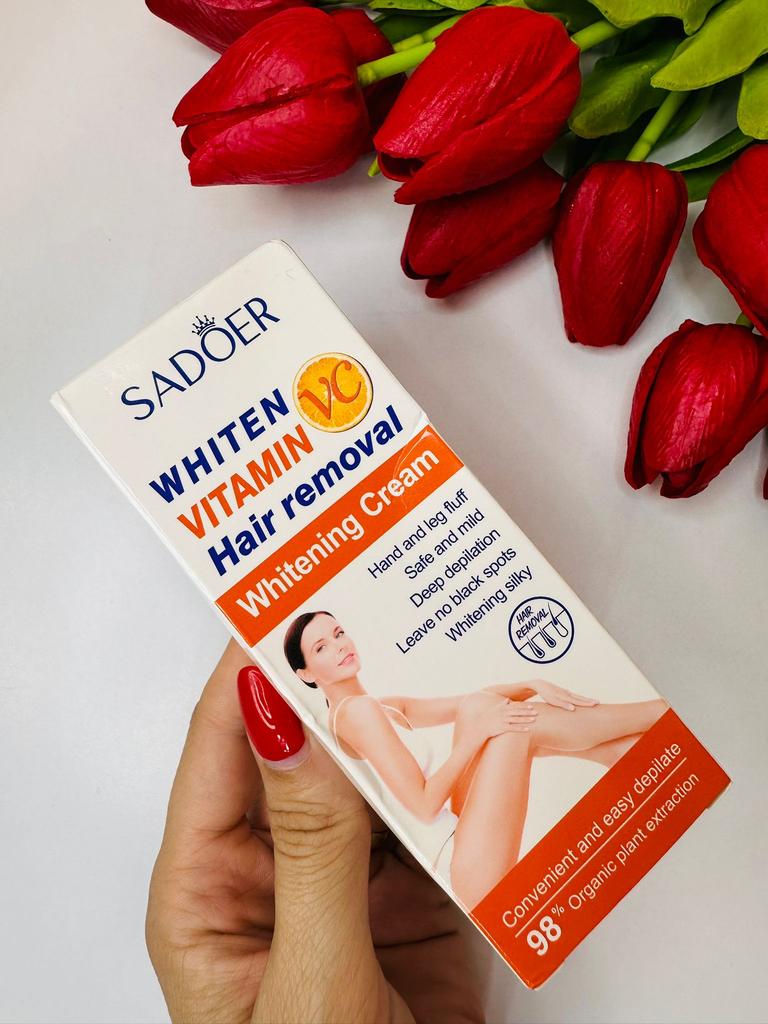 SADOER
WHITEN
VC
VITAMIN
Hair removal
Whitening Cream
Hand and leg fluff
Safe and mild
Deep depilation
Leave no black spots
Whitening silky
HAIR
REMOVAL
Convenient and easy depilate
98% Organic plant extraction